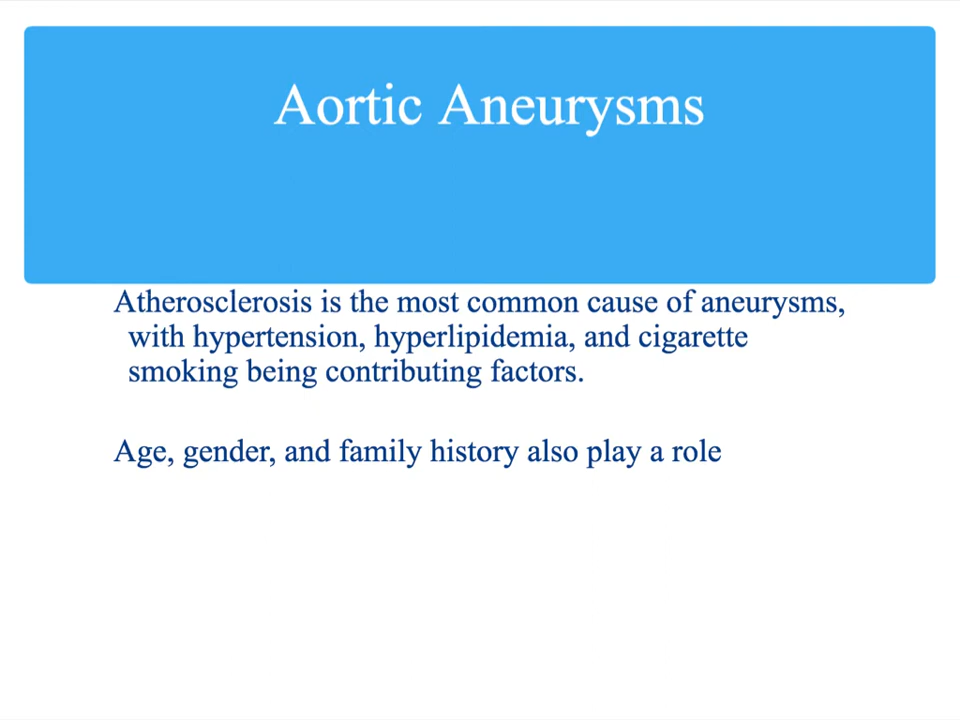 Aortic Aneurysms
Atherosclerosis is the most common cause of aneurysms,
with hypertension, hyperlipidemia, and cigarette
smoking being contributing factors.
Age, gender, and family history also play a role